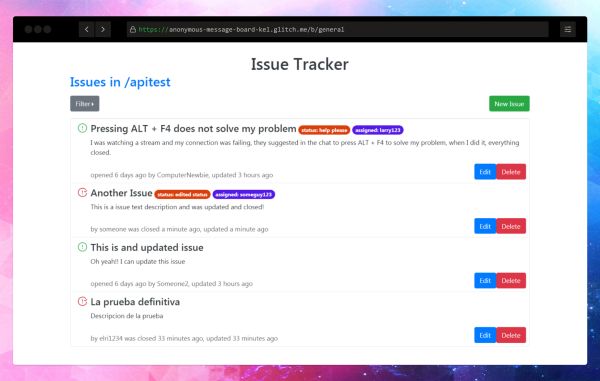 https://anonymous-message-board-kel.glitch.me/b/general
Issue Tracker
Issues in /apitest
Filter
New Issue
Pressing ALT + F4 does not solve my problem status: help please assigned: larry123
I was watching a stream and my connection was failing, they suggested in the chat to press ALT + F4 to solve my problem, when I did it, everything
closed.
opened 6 days ago by ComputerNewbie, updated 3 hours ago
Edit Delete
Another Issue status: edited status assigned: someguy123
This is a issue text description and was updated and closed!
by someone was closed a minute ago, updated a minute ago
Edit Delete
This is and updated issue
Oh yeah!! I can update this issue
opened 6 days ago by Someone2, updated 3 hours ago
Edit Delete
La prueba definitiva
Descripcion de la prueba
by elri1234 was closed 33 minutes ago, updated 33 minutes ago
Edit Delete